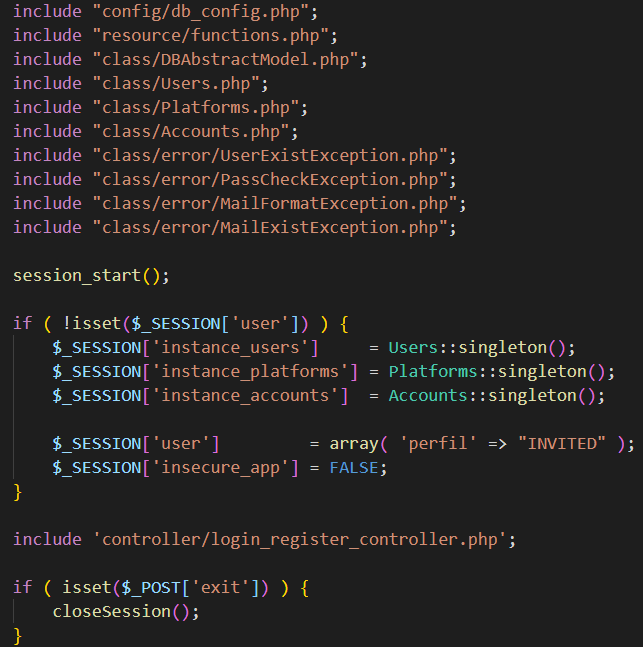 include "config/db_config.php";
include "resource/functions.php";
include "class/DBAbstractModel.php";
include "class/Users.php";
include "class/Platforms.php";
include "class/Accounts.php";
include "class/error/UserExistException.php";
include "class/error/PassCheckException.php";
include "class/error/MailFormatException.php";
include "class/error/MailExistException.php";

session_start();

if ( !isset($_SESSION['user']) ) {
    $_SESSION['instance_users']     = Users::singleton();
    $_SESSION['instance_platforms'] = Platforms::singleton();
    $_SESSION['instance_accounts']  = Accounts::singleton();

    $_SESSION['user']         = array( 'perfil' => "INVITED" );
    $_SESSION['insecure_app'] = FALSE;
}

include 'controller/login_register_controller.php';

if ( isset($_POST['exit']) ) {
    closeSession();
}